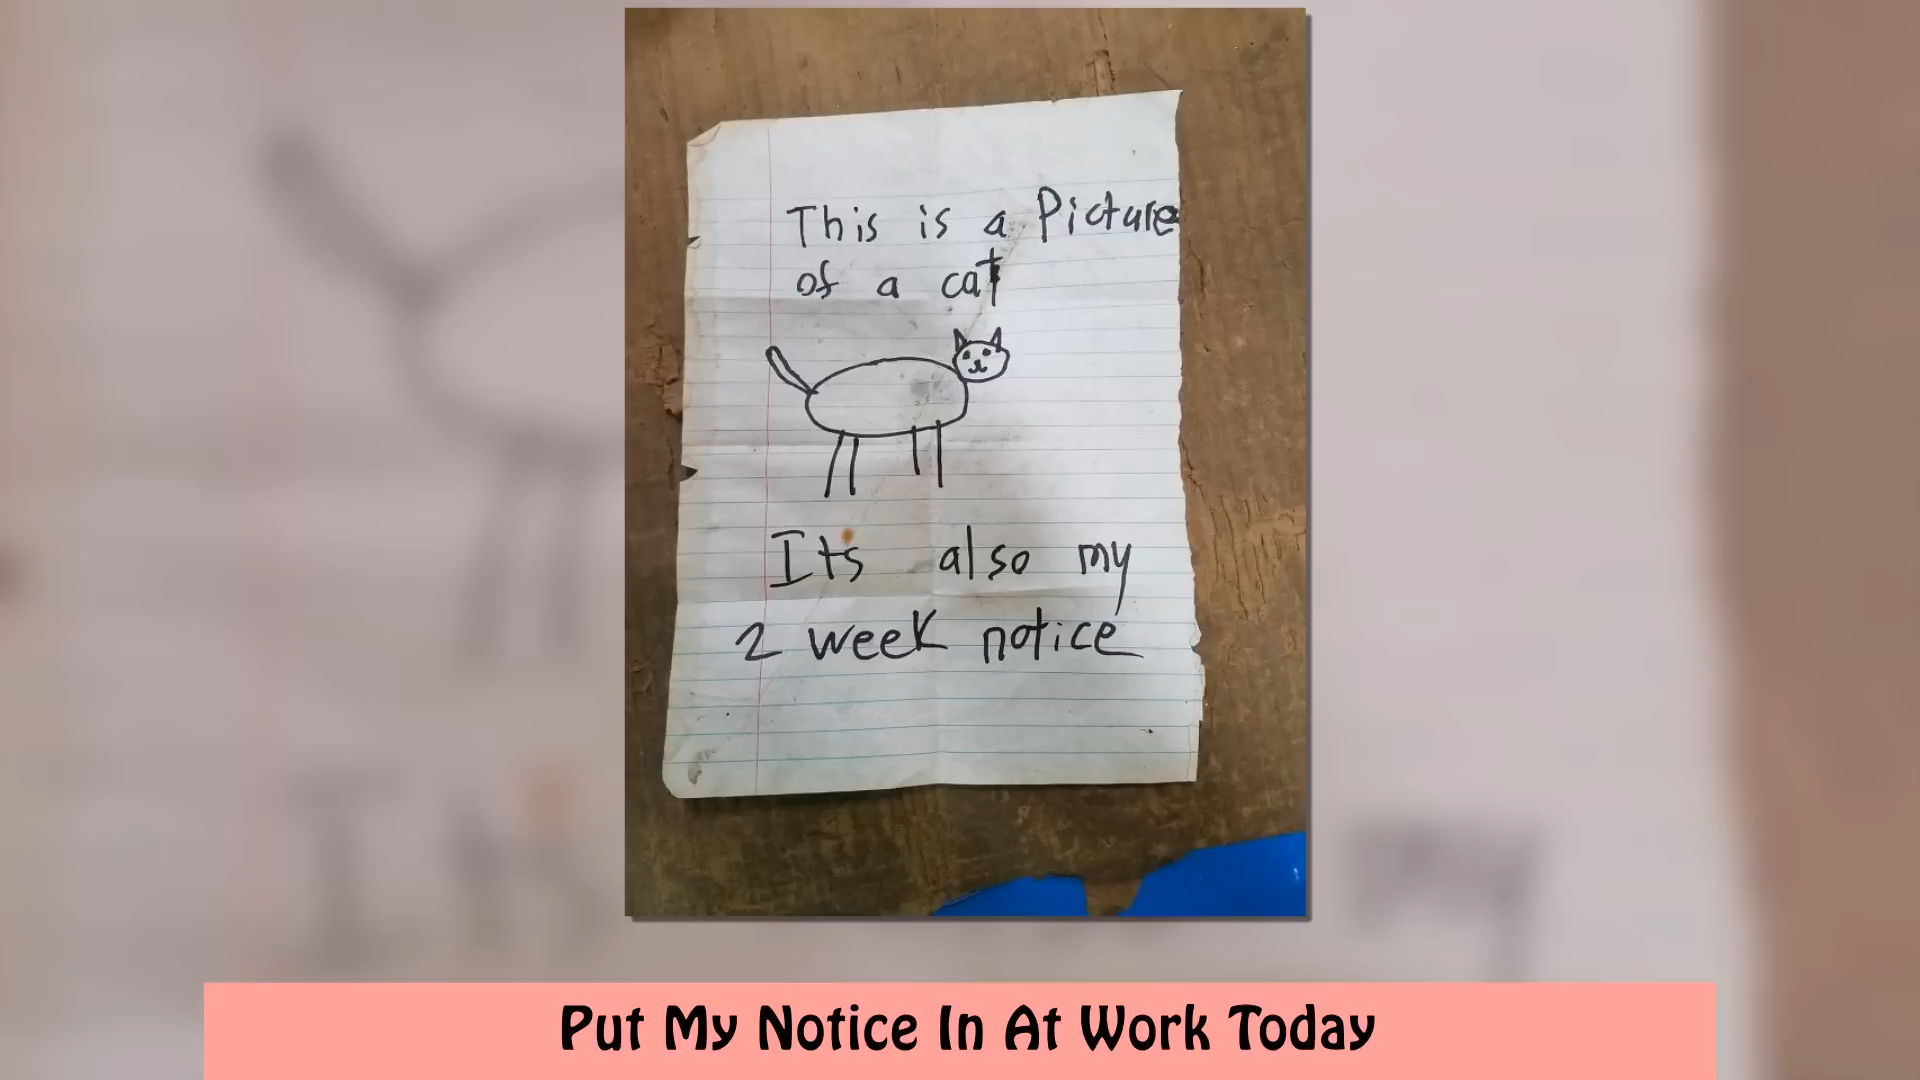 This is a Picture
of a cat
Its also my
2 week notice
Put My Notice In At Work Today